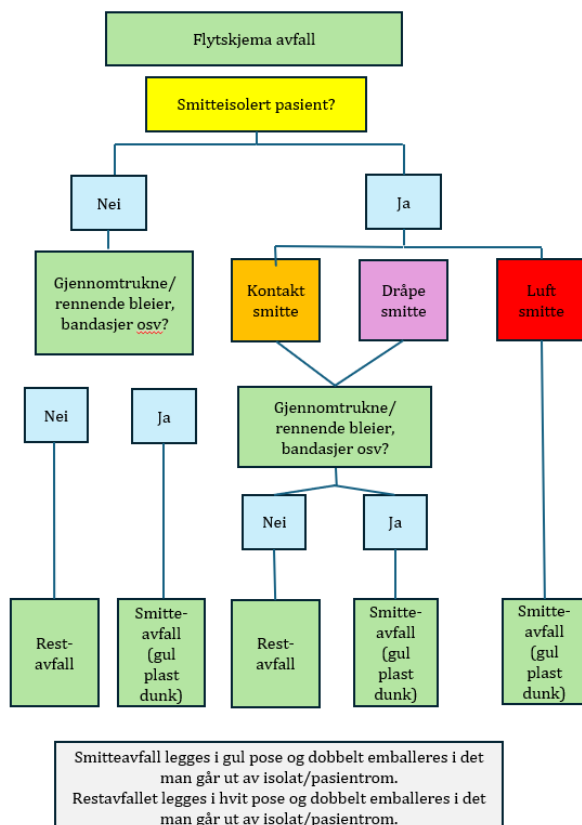 Flytskjema avfall
Smitteisolert pasient?
Nei
Ja
Gjennomtrukne/
rennende bleier,
bandasjer osv?
Kontakt
smitte
Dråpe
smitte
Luft
smitte
Nei
Ja
Gjennomtrukne/
rennende bleier,
bandasjer osv?
Nei
Ja
Rest-
avfall
Smitte-
avfall
(gul
plast
dunk)
Rest-
avfall
Smitte-
avfall
(gul
plast
dunk)
Smitte-
avfall
(gul
plast
dunk)
Smitteavfall legges i gul pose og dobbelt emballeres i det
man går ut av isolat/pasientrom.
Restavfallet legges i hvit pose og dobbelt emballeres i det
man går ut av isolat/pasientrom.